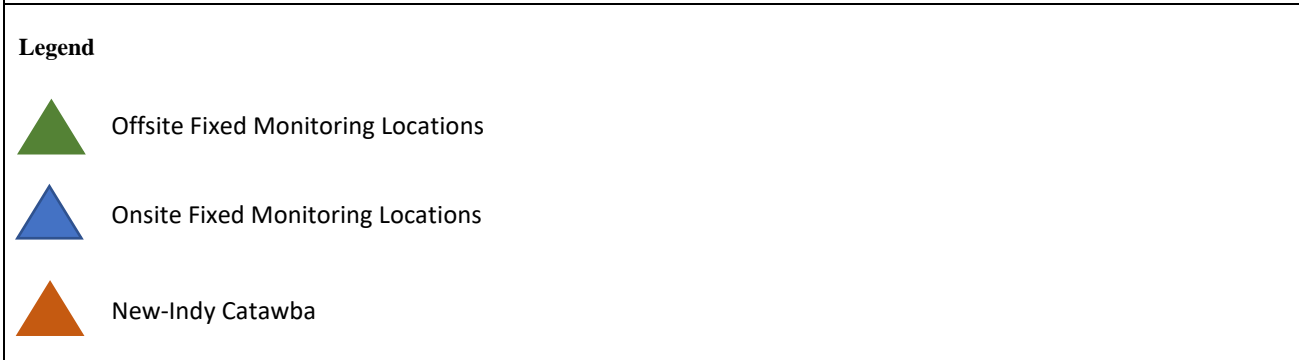 Legend
Offsite Fixed Monitoring Locations
Onsite Fixed Monitoring Locations
New-Indy Catawba